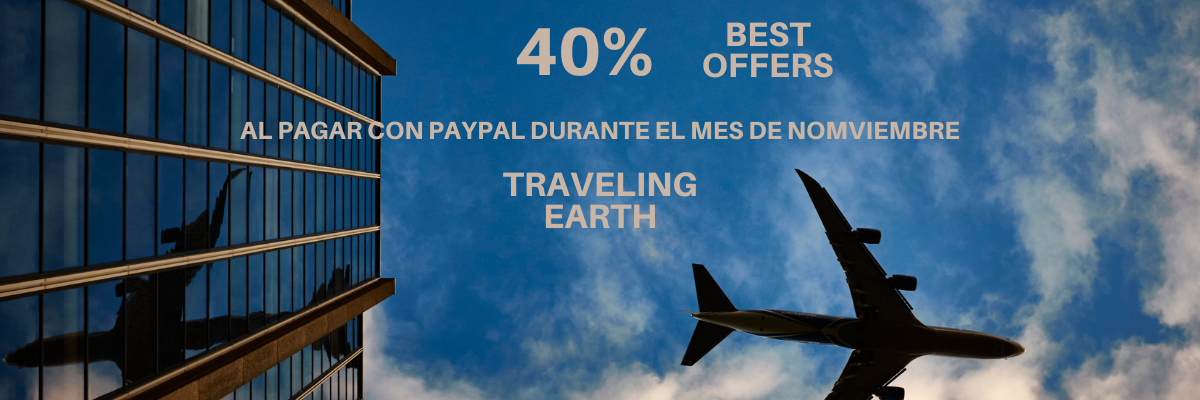 40%
BEST
OFFERS
AL PAGAR CON PAYPAL DURANTE EL MES DE NOMVIEMBRE
TRAVELING
EARTH